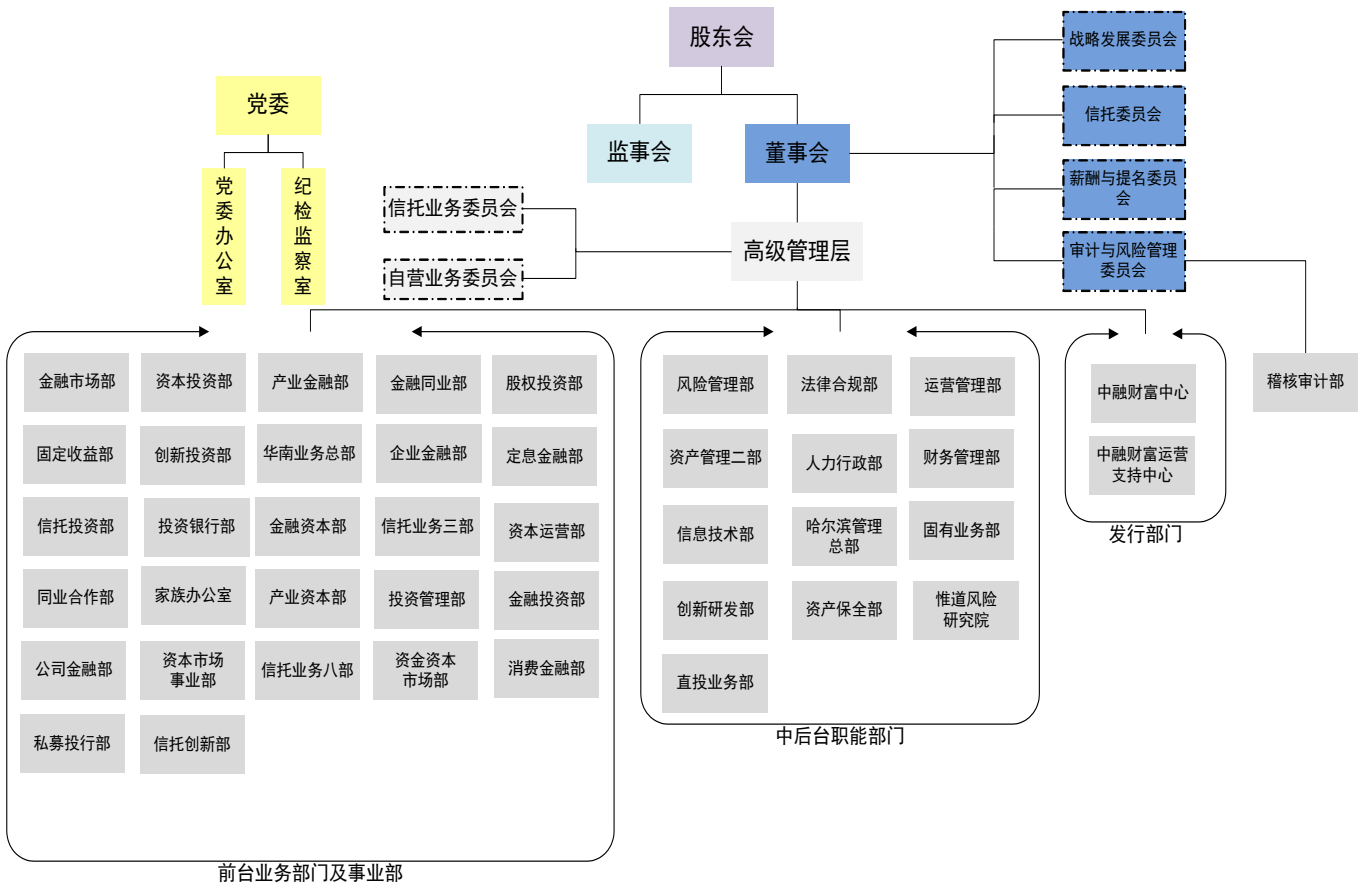 股东会
党委
监事会
董事会
战略发展委员会
信托委员会
薪酬与提名委员
会
审计与风险管理
委员会
党
委
办
公
室
纪
检
监
察
室
信托业务委员会
自营业务委员会
高级管理层
金融市场部
资本投资部
产业金融部
金融同业部
股权投资部
固定收益部
创新投资部
华南业务总部
企业金融部
定息金融部
信托投资部
投资银行部
金融资本部
信托业务三部
资本运营部
同业合作部
家族办公室
产业资本部
投资管理部
金融投资部
公司金融部
资本市场
事业部
信托业务八部
资金资本
市场部
消费金融部
私募投行部
信托创新部
前台业务部门及事业部
风险管理部
法律合规部
运营管理部
资产管理二部
人力行政部
财务管理部
信息技术部
哈尔滨管理
总部
固有业务部
创新研发部
资产保全部
惟道风险
研究院
直投业务部
中后台职能部门
中融财富中心
中融财富运营
支持中心
发行部门
稽核审计部